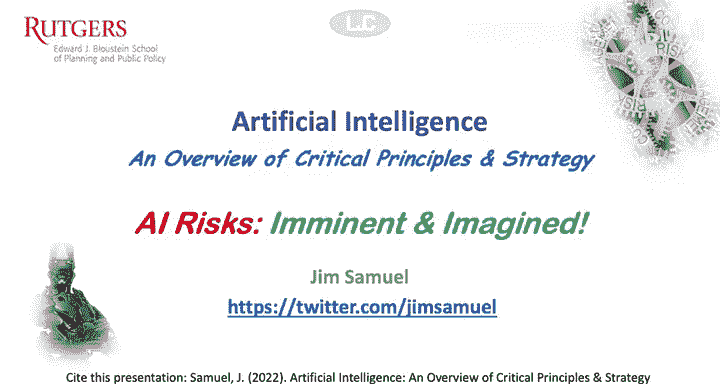 RUTGERS
Edward J. Bloustein School
of Planning and Public Policy
Artificial Intelligence
An Overview of Critical Principles & Strategy
AI Risks: Imminent & Imagined!
Jim Samuel
https://twitter.com/jimsamuel
Cite this presentation: Samuel, J. (2022). Artificial Intelligence: An Overview of Critical Principles & Strategy